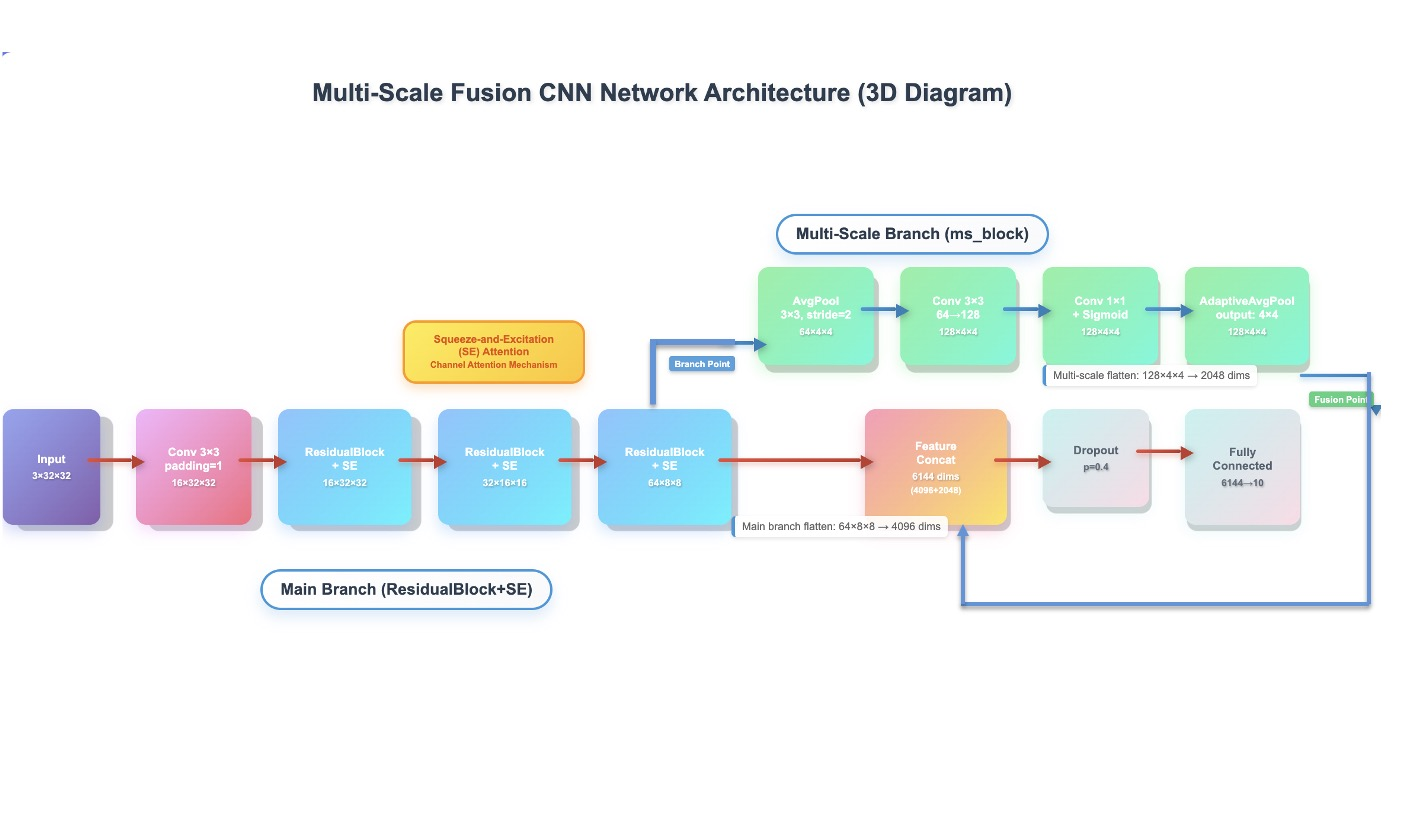 Multi-Scale Fusion CNN Network Architecture (3D Diagram)
Multi-Scale Branch (ms_block)
AvgPool
3×3, stride=2
64×4×4
Conv 3×3
64→128
128×4×4
Conv 1×1
+ Sigmoid
128×4×4
AdaptiveAvgPool
output: 4×4
128×4×4
Squeeze-and-Excitation
(SE) Attention
Channel Attention Mechanism
Branch Point
Multi-scale flatten: 128×4×4 → 2048 dims
Fusion Point
Input
3×32×32
Conv 3×3
padding=1
16×32×32
ResidualBlock
+ SE
16×32×32
ResidualBlock
+ SE
32×16×16
ResidualBlock
+ SE
64×8×8
Feature
Concat
6144 dims
(4096+2048)
Dropout
p=0.4
Fully
Connected
6144→10
Main branch flatten: 64×8×8 → 4096 dims
Main Branch (ResidualBlock+SE)